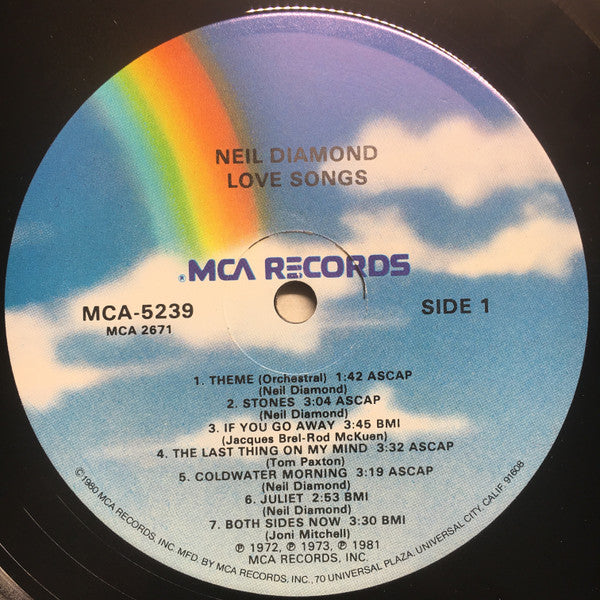 NEIL DIAMOND
LOVE SONGS
®MCA RECORDS
MCA-5239
MCA 2671
SIDE 1
1. THEME (Orchestral) 1:42 ASCAP
(Neil Diamond)
2. STONES 3:04 ASCAP
(Neil Diamond)
3. IF YOU GO AWAY 3:45 BMI
(Jacques Brel-Rod McKuen)
4. THE LAST THING ON MY MIND 3:32 ASCAP
(Tom Paxton)
5. COLDWATER MORNING 3:19 ASCAP
(Neil Diamond)
6. JULIET 2:53 BMI
(Neil Diamond)
7. BOTH SIDES NOW 3:30 BMI
(Joni Mitchell)
℗ 1972, ℗ 1973, ℗ 1981
MCA RECORDS, INC.
©1980 MCA RECORDS, INC. MFD. BY MCA RECORDS, INC., 70 UNIVERSAL PLAZA, UNIVERSAL CITY, CALIF. 91608